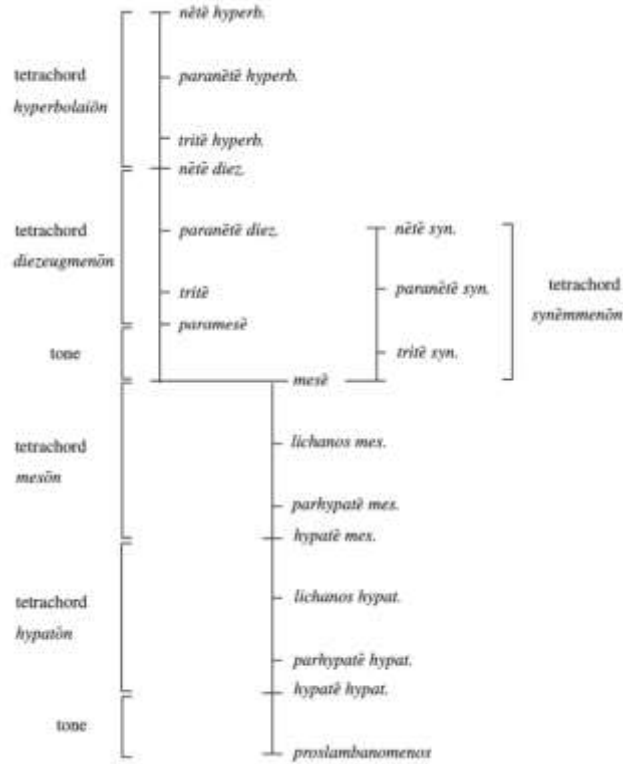 nētē hyperb.
tetrachord
hyperbolaiōn
paranētē hyperb.
tritē hyperb.
nētē diez.
tetrachord
diezeugmenōn
paranētē diez.
tritē
paramesē
tone
nētē syn.
paranētē syn.
tritē syn.
tetrachord
synēmmenōn
mesē
tetrachord
mesōn
lichanos mes.
parhypatē mes.
hypatē mes.
tetrachord
hypatōn
lichanos hypat.
parhypatē hypat.
hypatē hypat.
tone
proslambanomenos